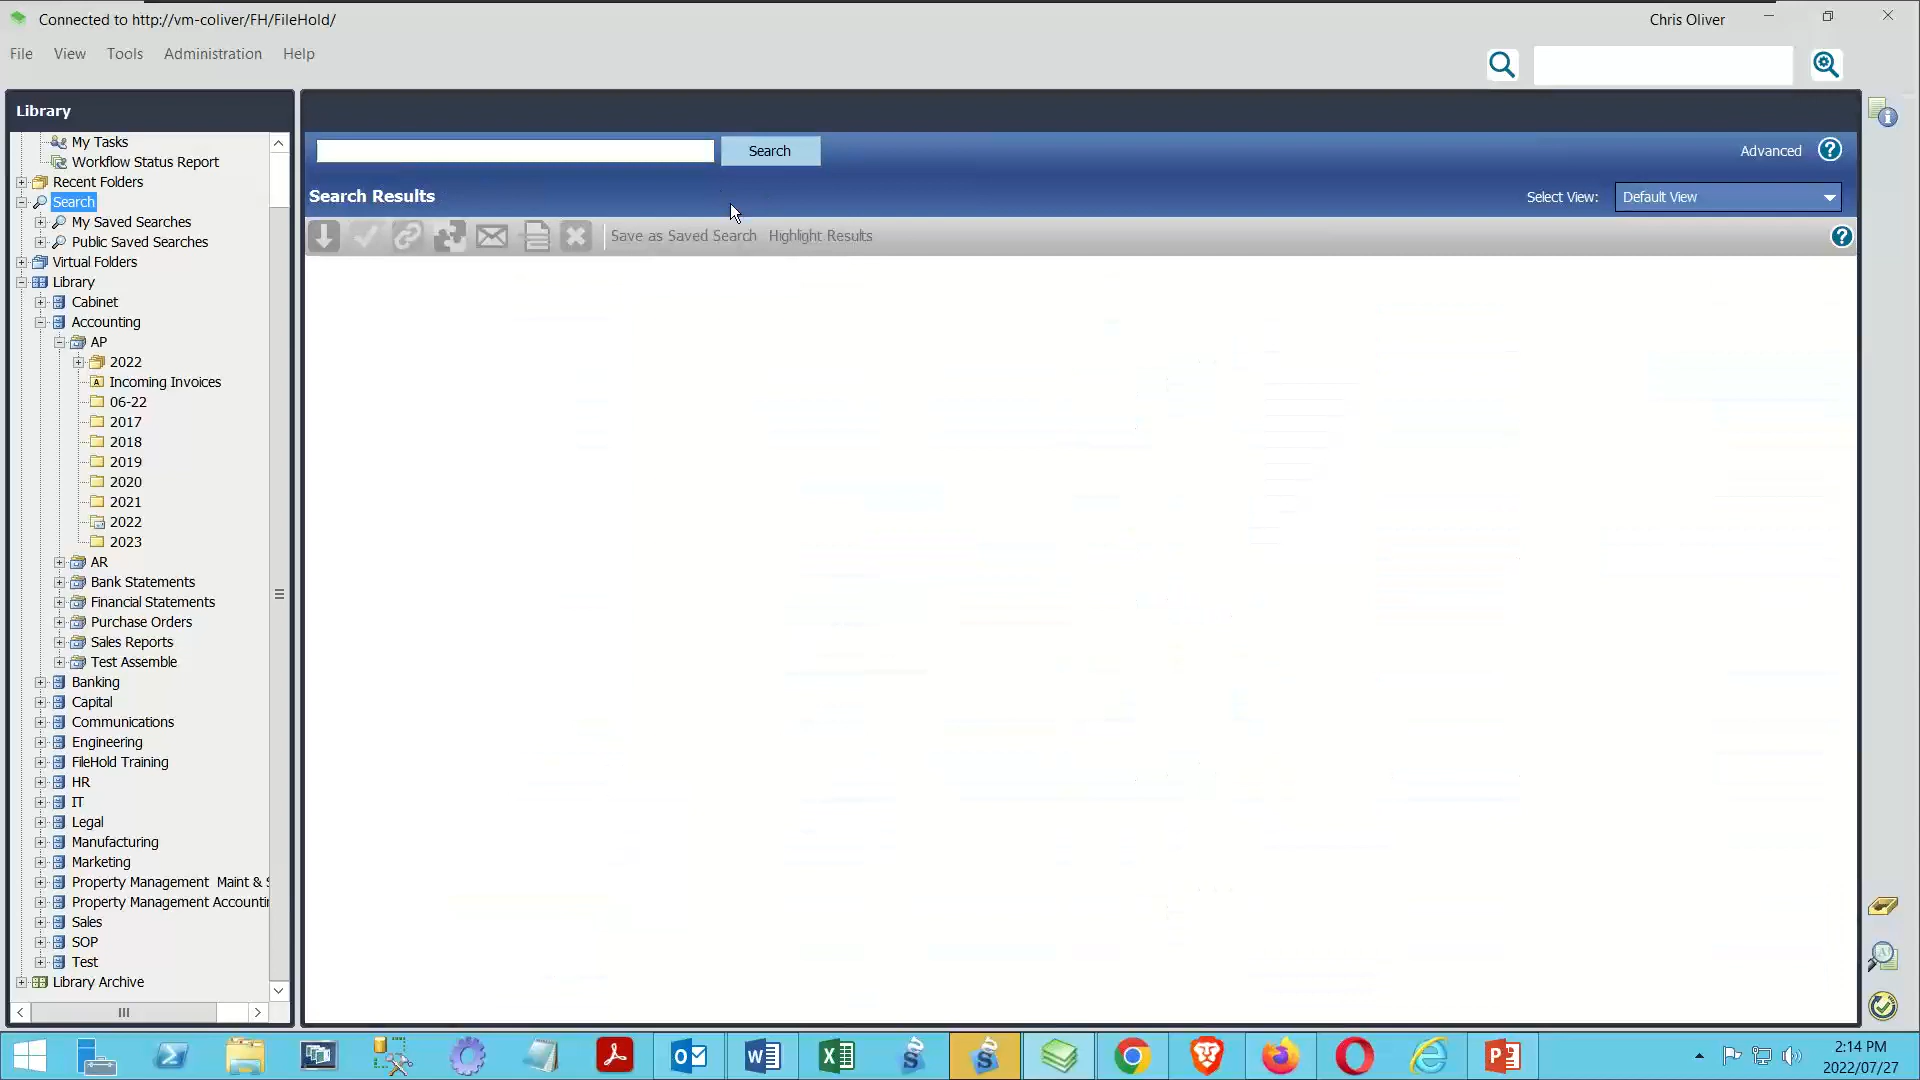 Connected to http://vm-coliver/FH/FileHold/
Chris Oliver
File View Tools Administration Help
Library
My Tasks
Workflow Status Report
Recent Folders
Search
My Saved Searches
Public Saved Searches
Virtual Folders
Library
Cabinet
Accounting
AP
2022
Incoming Invoices
06-22
2017
2018
2019
2020
2021
2022
2023
AR
Bank Statements
Financial Statements
Purchase Orders
Sales Reports
Test Assemble
Banking
Capital
Communications
Engineering
FileHold Training
HR
IT
Legal
Manufacturing
Marketing
Property Management Maint &
Property Management Accounti
Sales
SOP
Test
Library Archive
Search
Advanced
Search Results
Select View: Default View
Save as Saved Search Highlight Results
2:14 PM
2022/07/27